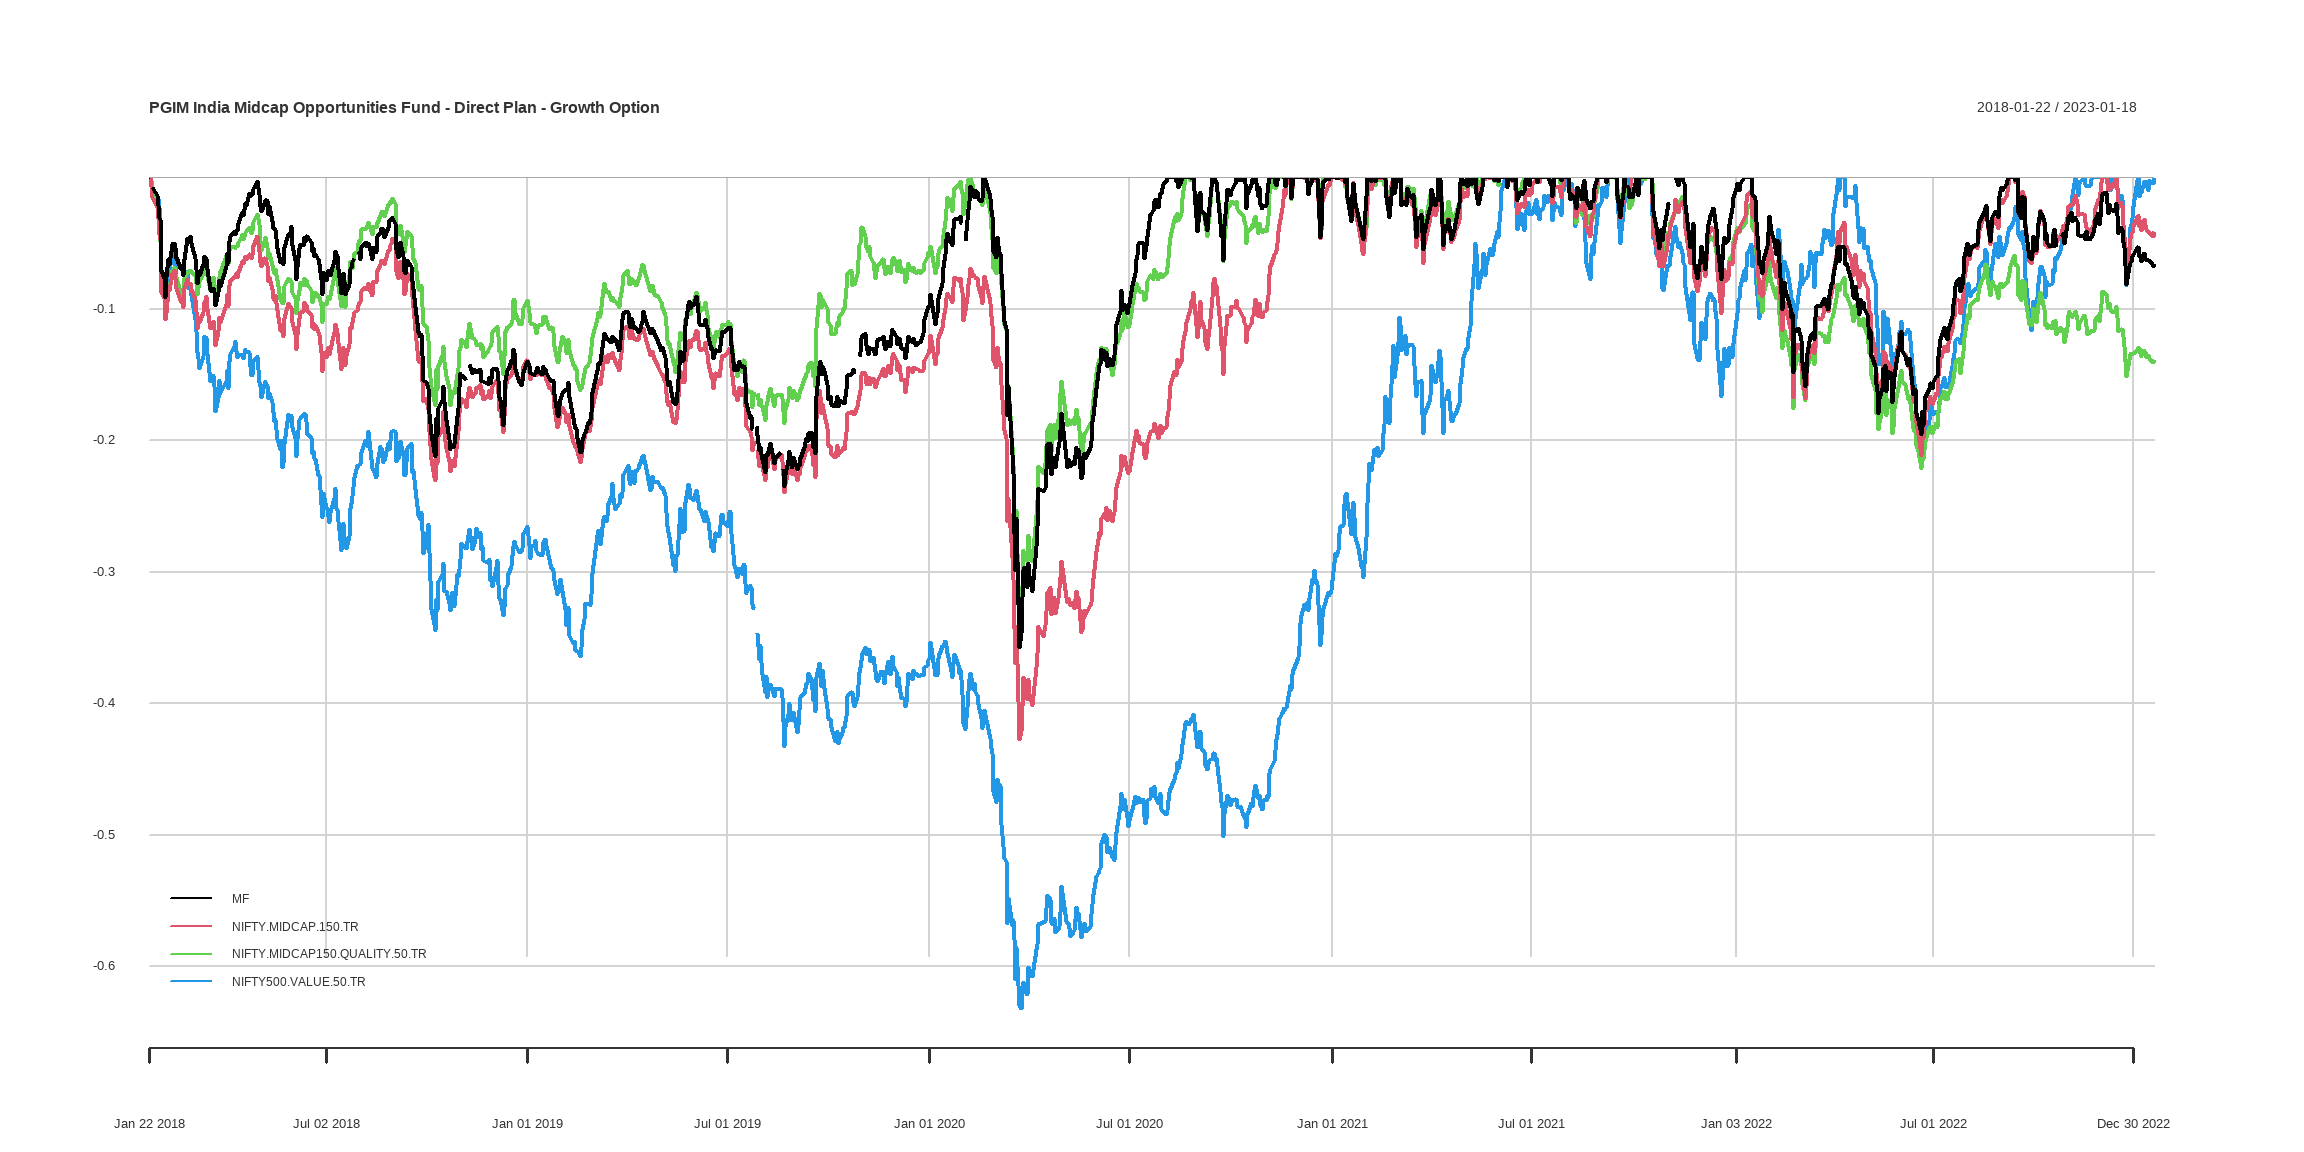 PGIM India Midcap Opportunities Fund - Direct Plan - Growth Option
2018-01-22 / 2023-01-18
-0.1
-0.2
-0.3
-0.4
-0.5
-0.6
MF
NIFTY.MIDCAP.150.TR
NIFTY.MIDCAP150.QUALITY.50.TR
NIFTY500.VALUE.50.TR
Jan 22 2018 Jul 02 2018 Jan 01 2019 Jul 01 2019 Jan 01 2020 Jul 01 2020 Jan 01 2021 Jul 01 2021 Jan 03 2022 Jul 01 2022 Dec 30 2022